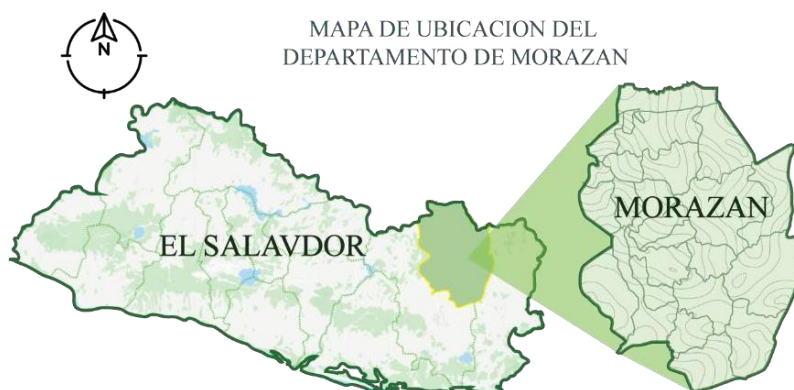 MAPA DE UBICACION DEL
DEPARTAMENTO DE MORAZAN
N
MORAZAN
EL SALAVDOR